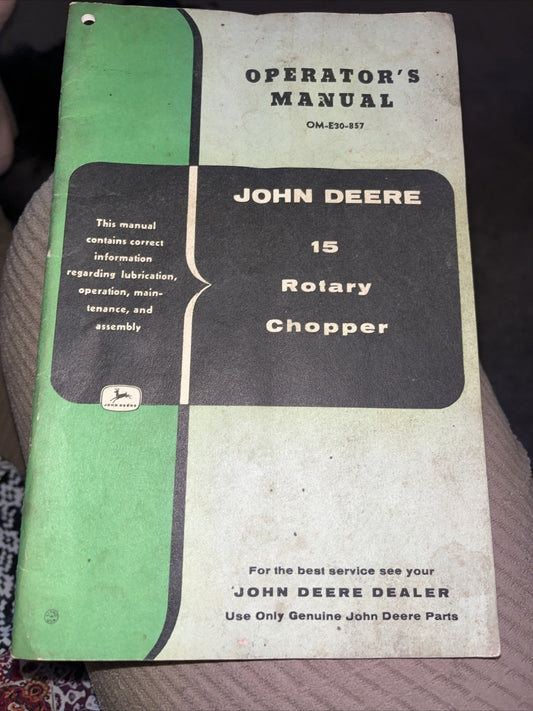 OPERATOR'S
MANUAL
OM-E30-857
JOHN DEERE
15
Rotary
Chopper
This manual
contains correct
information
regarding lubrication,
operation, main-
tenance, and
assembly
JOHN DEERE
For the best service see your
JOHN DEERE DEALER
Use Only Genuine John Deere Parts